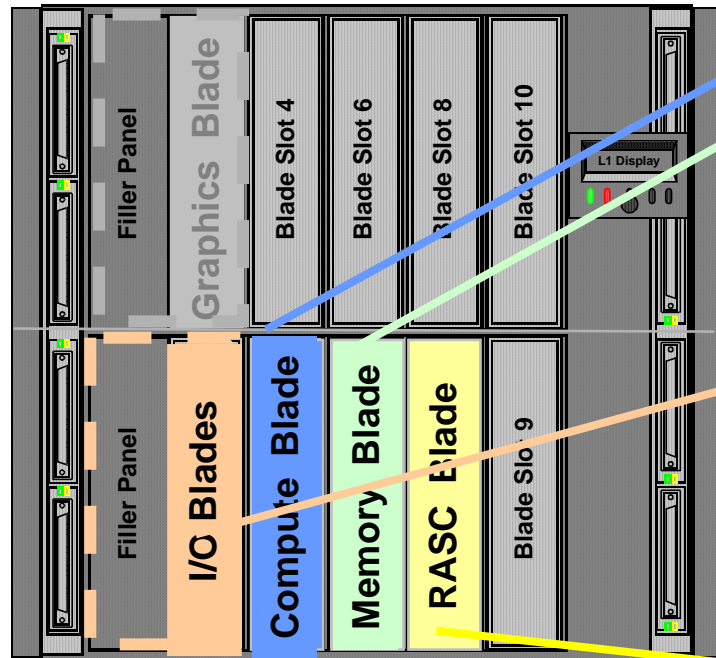 Filler Panel
Graphics Blade
Blade Slot 4
Blade Slot 6
Blade Slot 8
Blade Slot 10
L1 Display
Filler Panel
I/O Blades
Compute Blade
Memory Blade
RASC Blade
Blade Slot 9